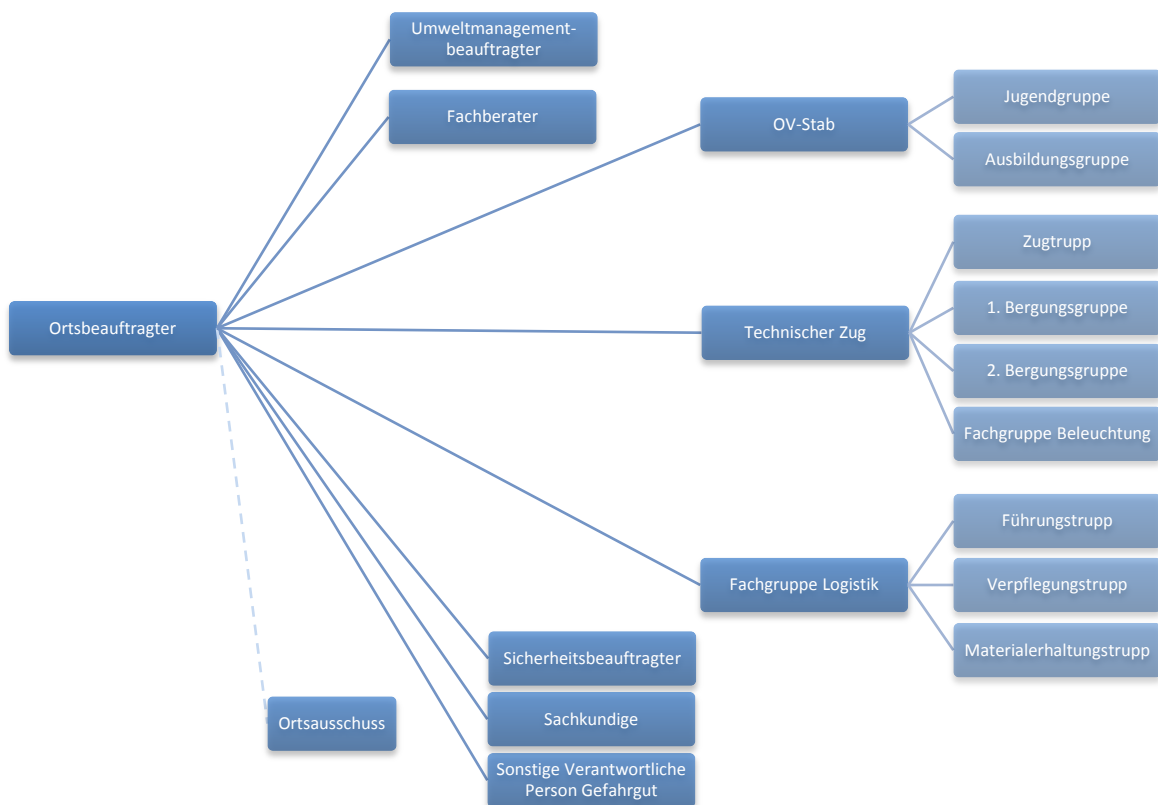 Umweltmanagement-
beauftragter
Fachberater
OV-Stab
Jugendgruppe
Ausbildungsgruppe
Zugtrupp
1. Bergungsgruppe
Ortsbeauftragter
Technischer Zug
2. Bergungsgruppe
Fachgruppe Beleuchtung
Führungstrupp
Fachgruppe Logistik
Verpflegungstrupp
Materialerhaltungstrupp
Sicherheitsbeauftragter
Ortsausschuss
Sachkundige
Sonstige Verantwortliche
Person Gefahrgut